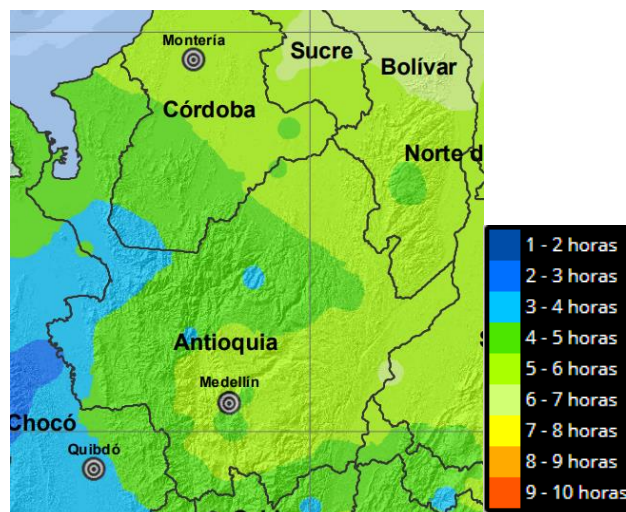 Montería
Sucre
Bolívar
Córdoba
Norte d
Antioquia
Medellín
Chocó
Quibdó
1 - 2 horas
2 - 3 horas
3 - 4 horas
4 - 5 horas
5 - 6 horas
6 - 7 horas
7 - 8 horas
8 - 9 horas
9 - 10 horas